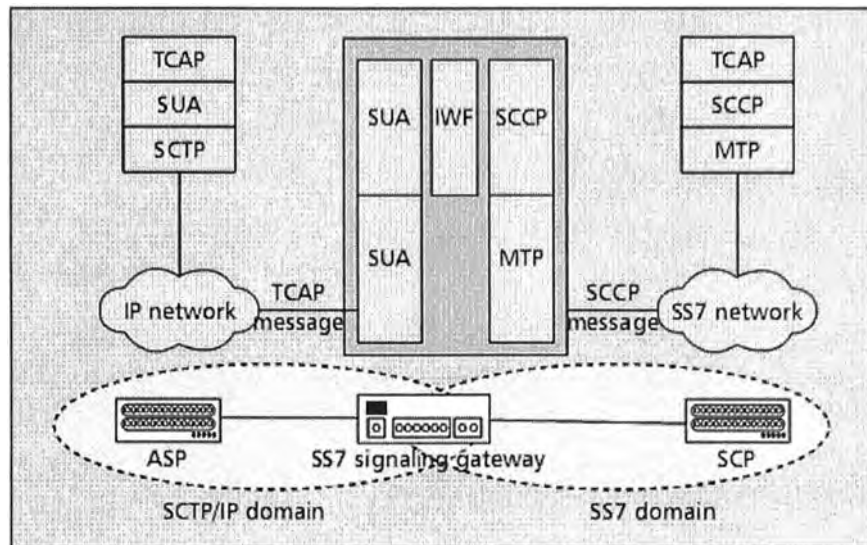 TCAP
SUA
SCTP
SUA
IWF
SCCP
SUA
MTP
TCAP
SCCP
MTP
IP network
TCAP
message
SCCP
message
SS7 network
ASP
SS7 signaling gateway
SCP
SCTP/IP domain
SS7 domain